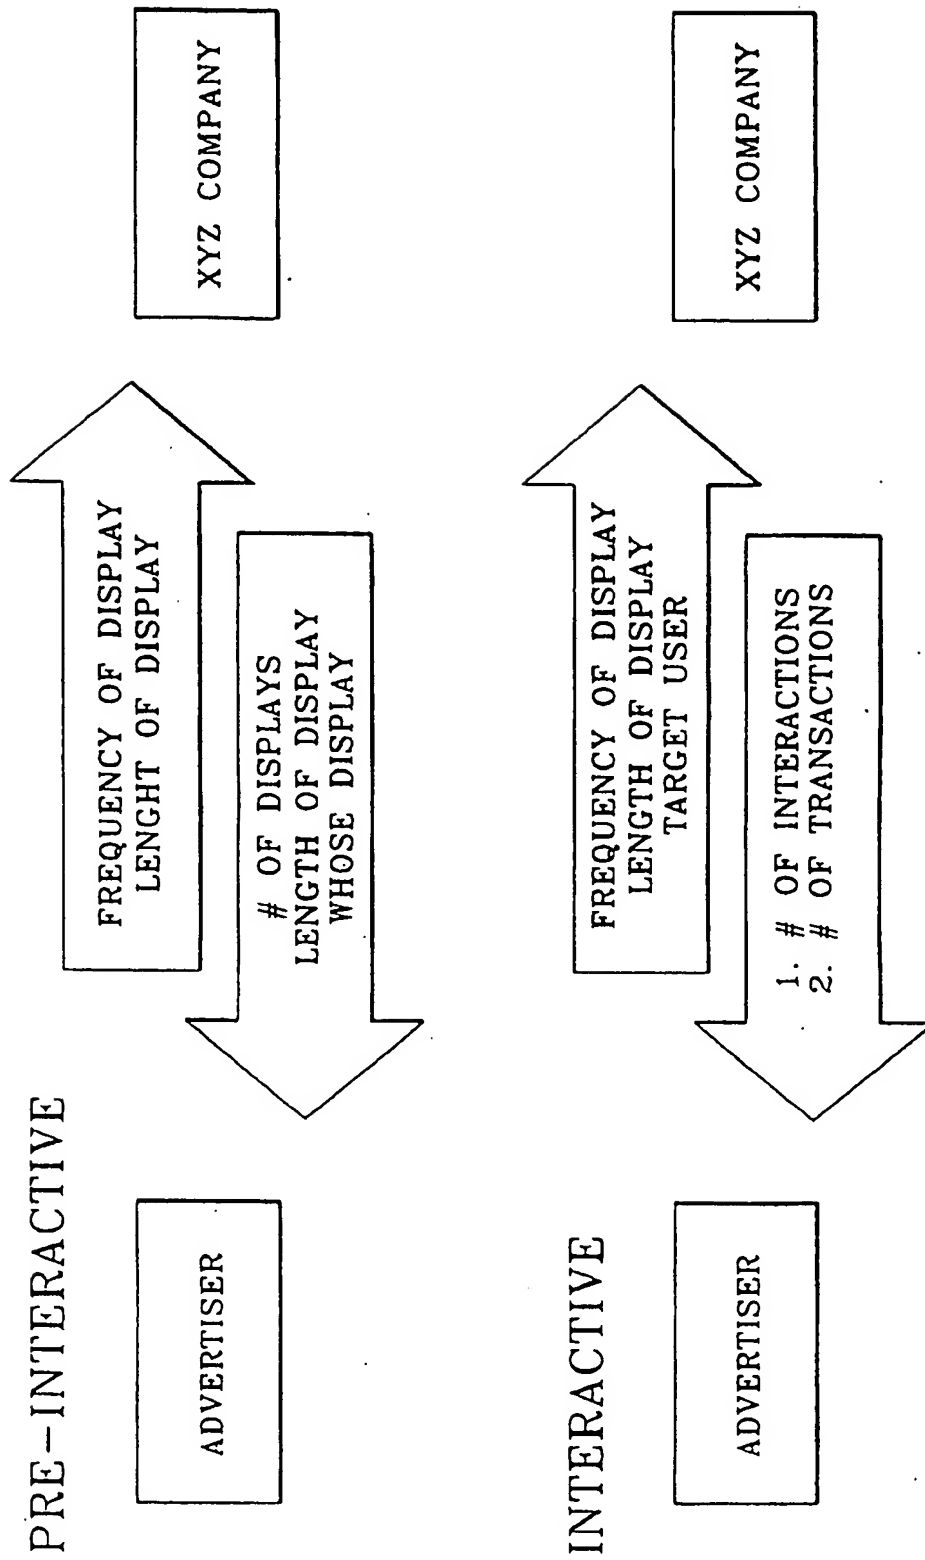 PRE-INTERACTIVE
ADVERTISER
FREQUENCY OF DISPLAY
LENGHT OF DISPLAY
# OF DISPLAYS
LENGTH OF DISPLAY
WHOSE DISPLAY
XYZ COMPANY
INTERACTIVE
ADVERTISER
FREQUENCY OF DISPLAY
LENGTH OF DISPLAY
TARGET USER
1. # OF INTERACTIONS
2. # OF TRANSACTIONS
XYZ COMPANY